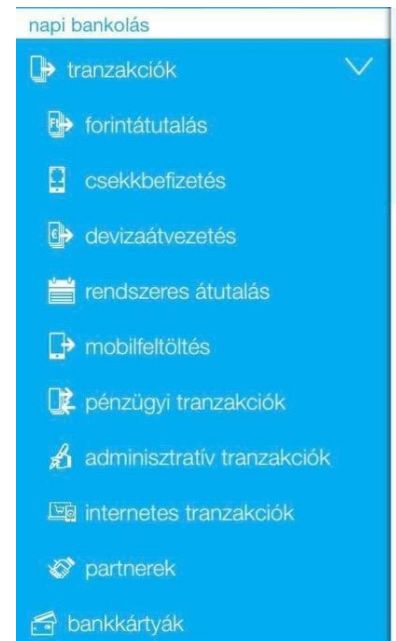 napi bankolás
tranzakciók
forintátutalás
csekkbefizetés
devizaátvezetés
rendszeres átutalás
mobilfeltöltés
pénzügyi tranzakciók
adminisztratív tranzakciók
internetes tranzakciók
partnerek
bankkártyák